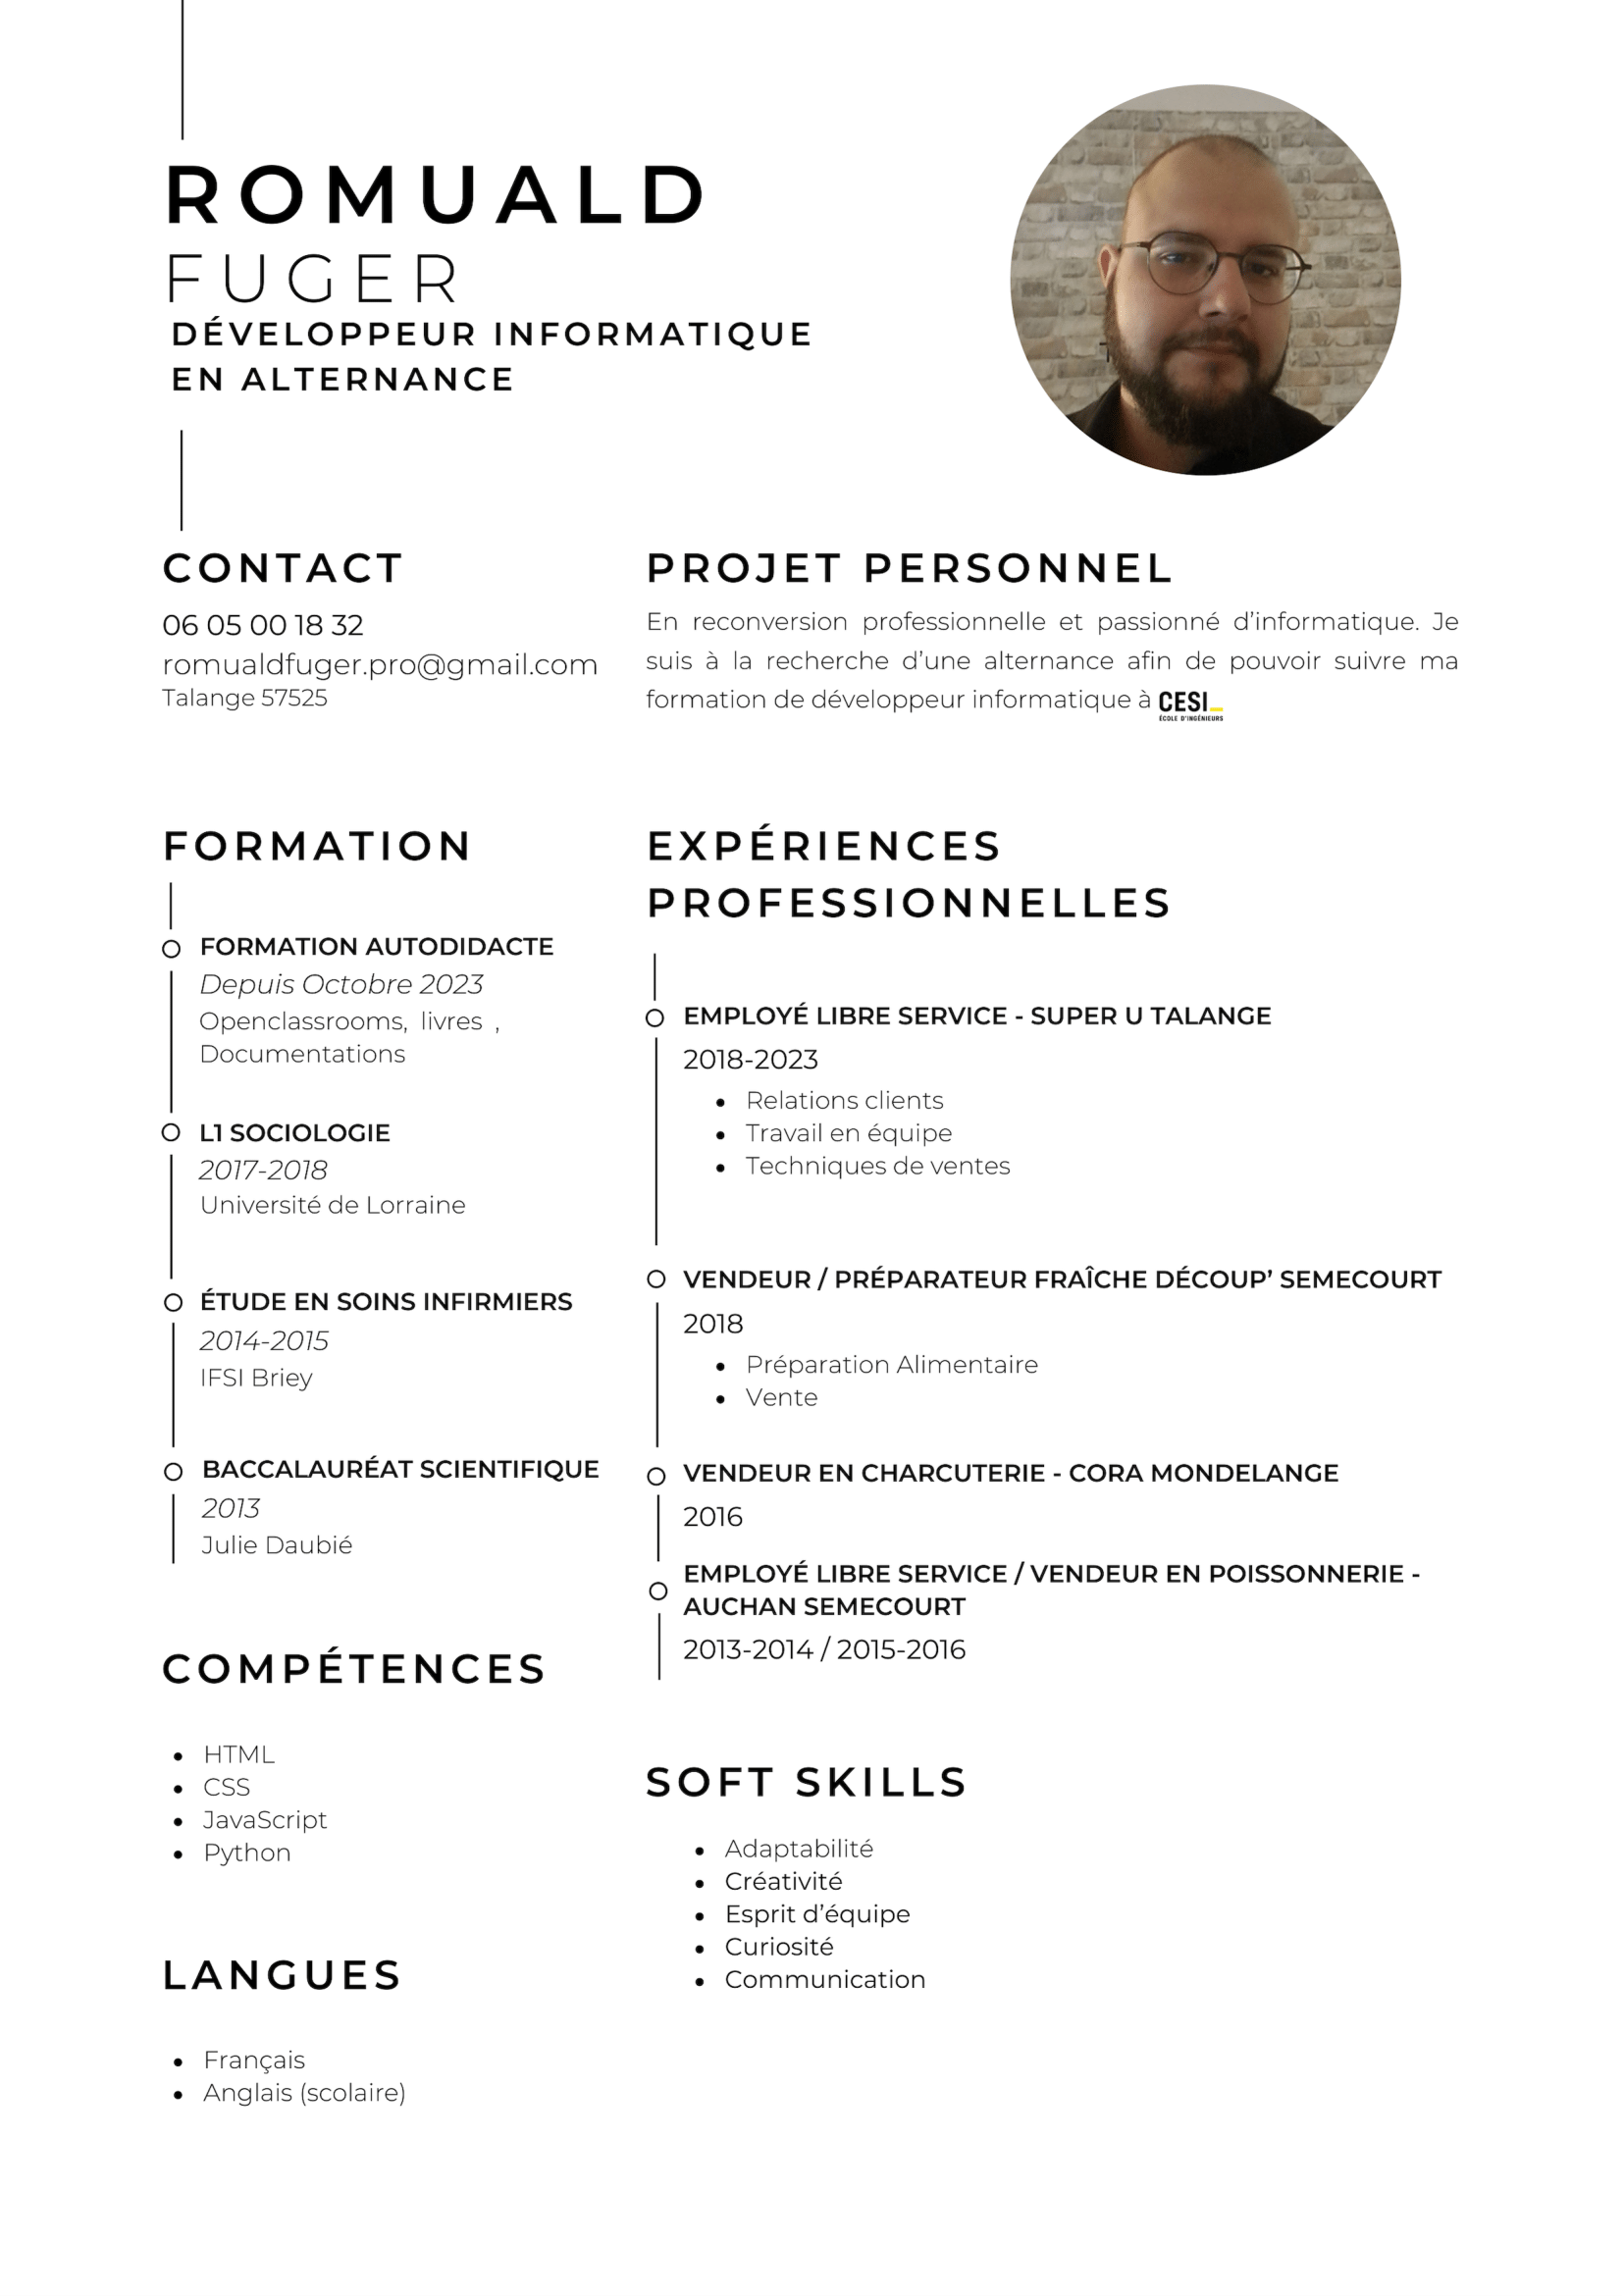 ROMUALD
FUGER
DÉVELOPPEUR INFORMATIQUE
EN ALTERNANCE
CONTACT
06 05 00 18 32
romualdfuger.pro@gmail.com
Talange 57525
PROJET PERSONNEL
En reconversion professionnelle et passionné d’informatique. Je
suis à la recherche d’une alternance afin de pouvoir suivre ma
formation de développeur informatique à CESI_
ÉCOLE D'INGÉNIEURS
FORMATION
FORMATION AUTODIDACTE
Depuis Octobre 2023
Openclassrooms, livres ,
Documentations
L1 SOCIOLOGIE
2017-2018
Université de Lorraine
ÉTUDE EN SOINS INFIRMIERS
2014-2015
IFSI Briey
BACCALAURÉAT SCIENTIFIQUE
2013
Julie Daubié
COMPÉTENCES
• HTML
• CSS
• JavaScript
• Python
LANGUES
• Français
• Anglais (scolaire)
EXPÉRIENCES
PROFESSIONNELLES
EMPLOYÉ LIBRE SERVICE - SUPER U TALANGE
2018-2023
• Relations clients
• Travail en équipe
• Techniques de ventes
VENDEUR / PRÉPARATEUR FRAÎCHE DÉCOUP’ SEMECOURT
2018
• Préparation Alimentaire
• Vente
VENDEUR EN CHARCUTERIE - CORA MONDELANGE
2016
EMPLOYÉ LIBRE SERVICE / VENDEUR EN POISSONNERIE -
AUCHAN SEMECOURT
2013-2014 / 2015-2016
SOFT SKILLS
• Adaptabilité
• Créativité
• Esprit d’équipe
• Curiosité
• Communication